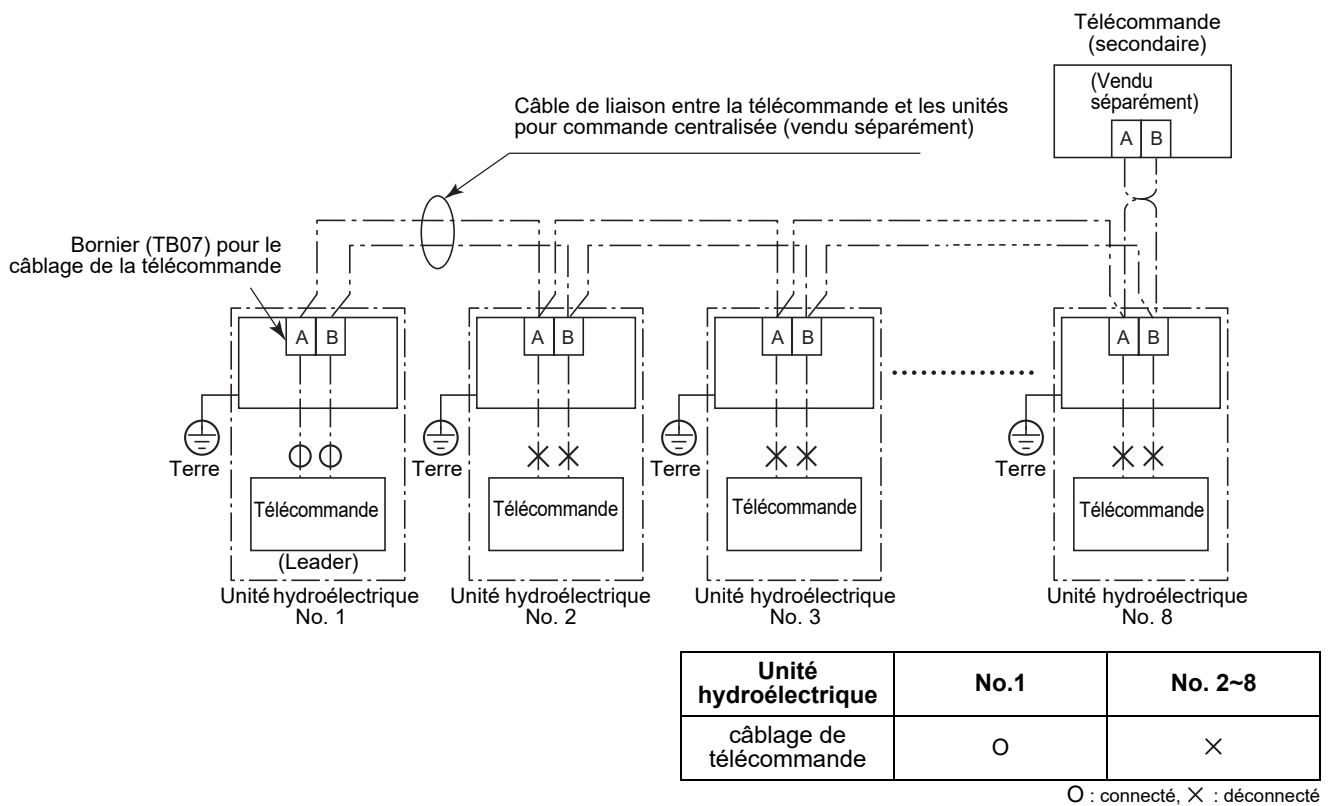 Télécommande
(secondaire)
(Vendu
séparément)
A B
Câble de liaison entre la télécommande et les unités
pour commande centralisée (vendu séparément)
Bornier (TB07) pour le
câblage de la télécommande
A B
A B
A B
A B
Terre
Terre
Terre
Terre
Télécommande
Télécommande
Télécommande
Télécommande
(Leader)
Unité hydroélectrique
No. 1
Unité hydroélectrique
No. 2
Unité hydroélectrique
No. 3
Unité hydroélectrique
No. 8
Unité
hydroélectrique
No.1
No. 2~8
câblage de
télécommande
O
×
O : connecté, × : déconnecté